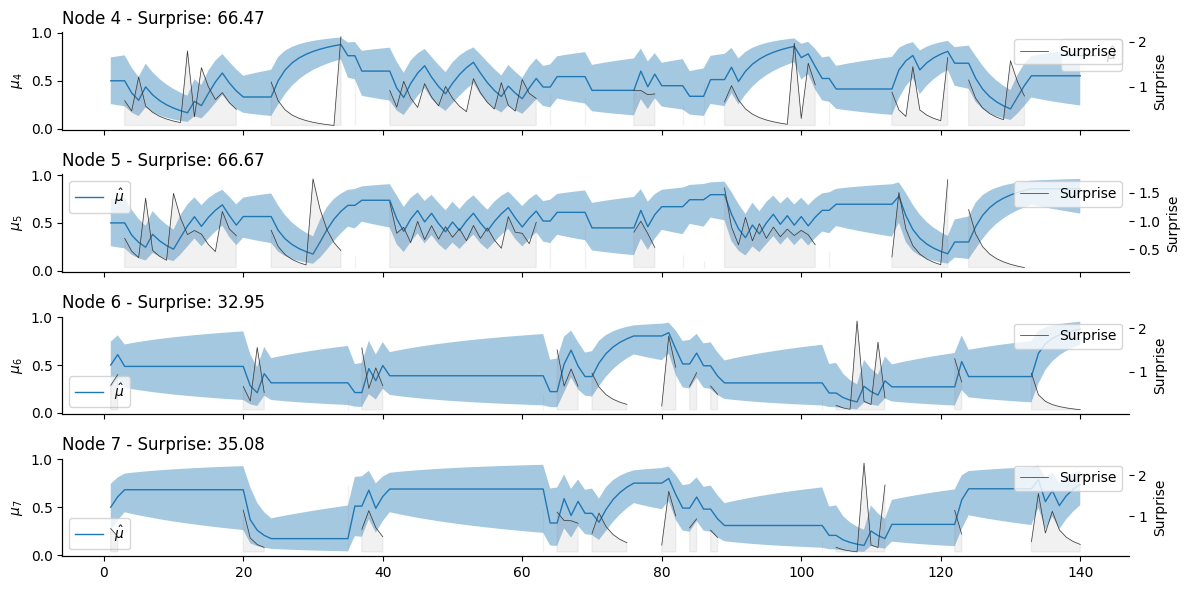 Node 4 - Surprise: 66.47
1.0
0.5
0.0
μ4
Surprise
2
1
Surprise
Node 5 - Surprise: 66.67
1.0
0.5
0.0
μ5
μ̂
Surprise
1.5
1.0
0.5
Surprise
Node 6 - Surprise: 32.95
1.0
0.5
0.0
μ6
μ̂
Surprise
2
1
Surprise
Node 7 - Surprise: 35.08
1.0
0.5
0.0
μ7
μ̂
Surprise
2
1
Surprise
0 20 40 60 80 100 120 140